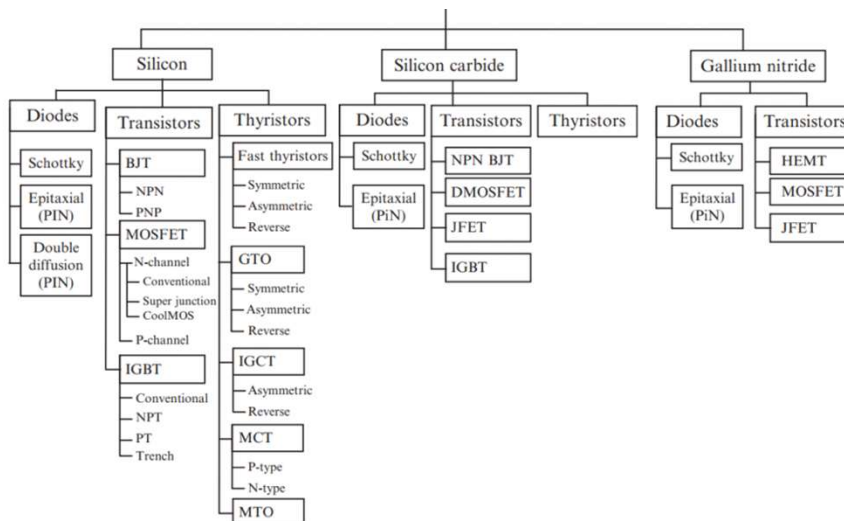 Silicon
Silicon carbide
Gallium nitride
Diodes
Transistors
Thyristors
Diodes
Transistors
Thyristors
Diodes
Transistors
Schottky
Epitaxial
(PIN)
Double
diffusion
(PIN)
BJT
NPN
PNP
MOSFET
N-channel
Conventional
Super junction
CoolMOS
P-channel
IGBT
Conventional
NPT
PT
Trench
Fast thyristors
Symmetric
Asymmetric
Reverse
GTO
Symmetric
Asymmetric
Reverse
IGCT
Asymmetric
Reverse
MCT
P-type
N-type
MTO
Schottky
Epitaxial
(PiN)
NPN BJT
DMOSFET
JFET
IGBT
Schottky
Epitaxial
(PiN)
HEMT
MOSFET
JFET